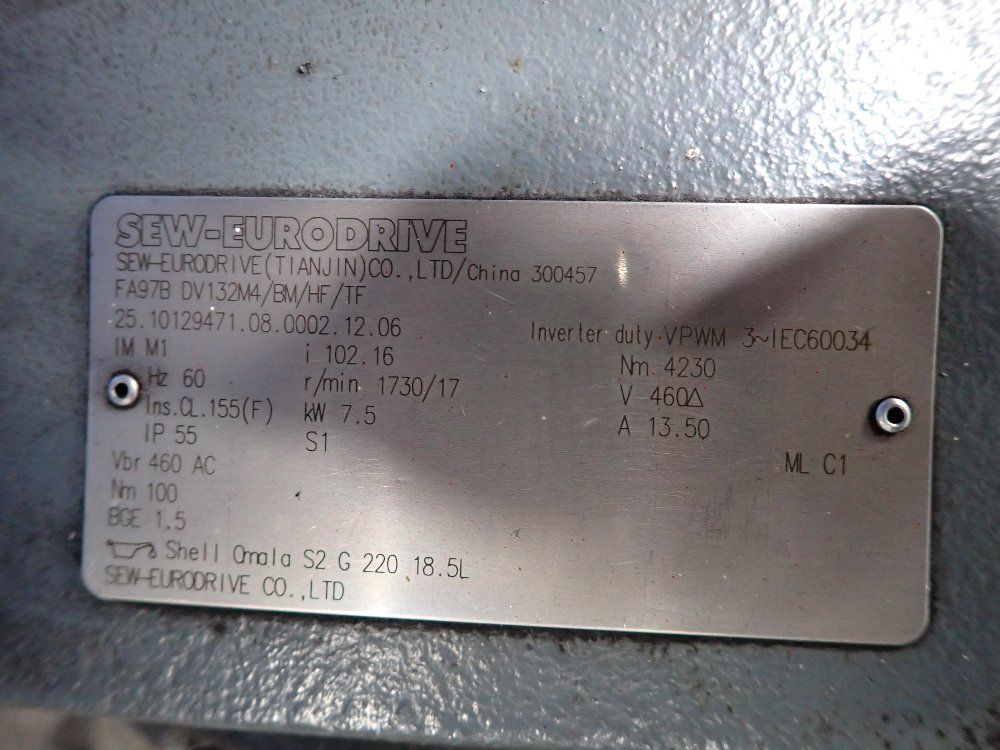 SEW-EURODRIVE
SEW-EURODRIVE(TIANJIN)CO.,LTD/China 300457
FA97B DV132M4/BM/HF/TF
25.10129471.08.0002.12.06 Inverter duty VPWM 3~IEC60034
IM M1 i 102.16 Nm 4230
Hz 60 r/min 1730/17 V 460Δ
Ins.CL.155(F) kW 7.5 A 13.50
IP 55 S1 ML C1
Vbr 460 AC
Nm 100
BGE 1.5
Shell Omala S2 G 220 18.5L
SEW-EURODRIVE CO.,LTD